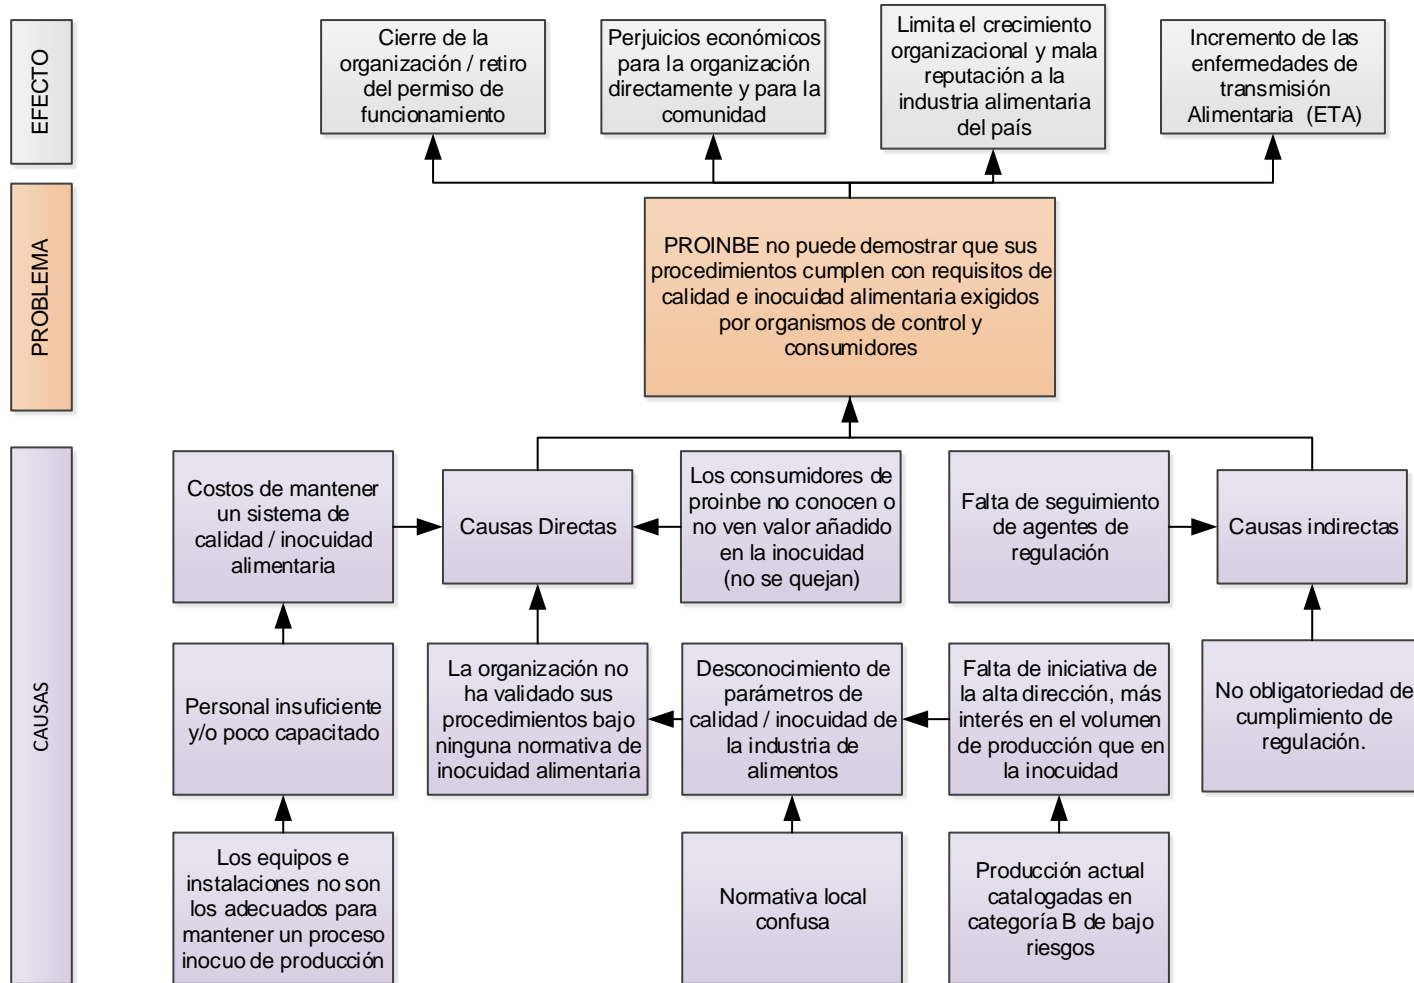 EFECTO
Cierre de la
organización / retiro
del permiso de
funcionamiento
Perjuicios económicos
para la organización
directamente y para la
comunidad
Limita el crecimiento
organizacional y mala
reputación a la
industria alimentaria
del país
Incremento de las
enfermedades de
transmisión
Alimentaria (ETA)
PROBLEMA
PROINBE no puede demostrar que sus
procedimientos cumplen con requisitos de
calidad e inocuidad alimentaria exigidos
por organismos de control y
consumidores
CAUSAS
Costos de mantener
un sistema de
calidad / inocuidad
alimentaria
Causas Directas
Los consumidores de
proinbe no conocen o
no ven valor añadido
en la inocuidad
(no se quejan)
Falta de seguimiento
de agentes de
regulación
Causas indirectas
Personal insuficiente
y/o poco capacitado
La organización no
ha validado sus
procedimientos bajo
ninguna normativa de
inocuidad alimentaria
Desconocimiento de
parámetros de
calidad / inocuidad de
la industria de
alimentos
Falta de iniciativa de
la alta dirección, más
interés en el volumen
de producción que en
la inocuidad
No obligatoriedad de
cumplimiento de
regulación.
Los equipos e
instalaciones no son
los adecuados para
mantener un proceso
inocuo de producción
Normativa local
confusa
Producción actual
catalogadas en
categoría B de bajo
riesgos